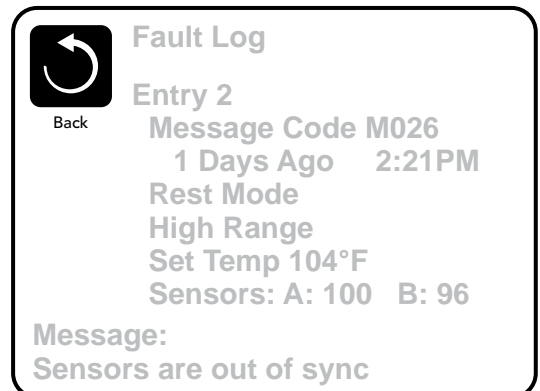 Fault Log
Back
Entry 2
Message Code M026
1 Days Ago 2:21PM
Rest Mode
High Range
Set Temp 104°F
Sensors: A: 100 B: 96
Message:
Sensors are out of sync